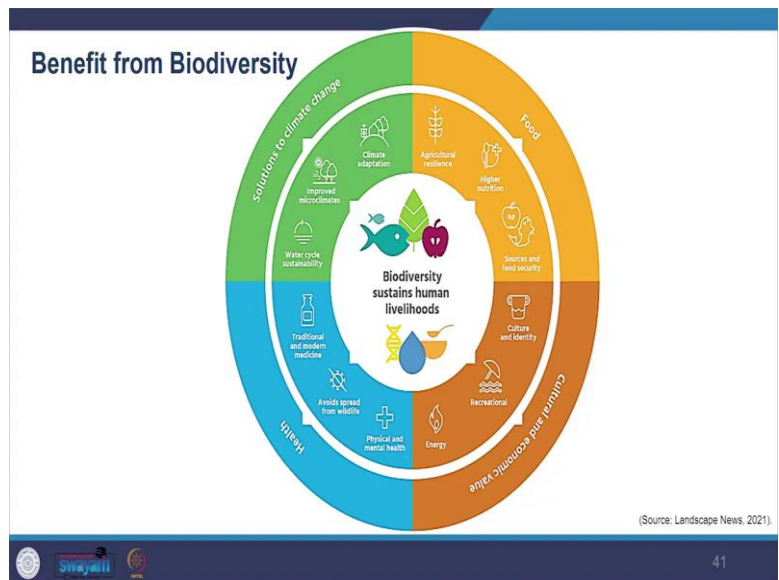 Benefit from Biodiversity
Solutions to climate change
Food
Climate
adaptation
Agricultural
resilience
Improved
microclimates
Higher
nutrition
Water cycle
sustainability
Sources and
food security
Biodiversity
sustains human
livelihoods
Traditional
and modern
medicine
Culture
and identity
Avoids spread
from wildlife
Recreational
Physical and
mental health
Energy
Health
Cultural and economic value
(Source: Landscape News, 2021).
swayam
NPTEL
41